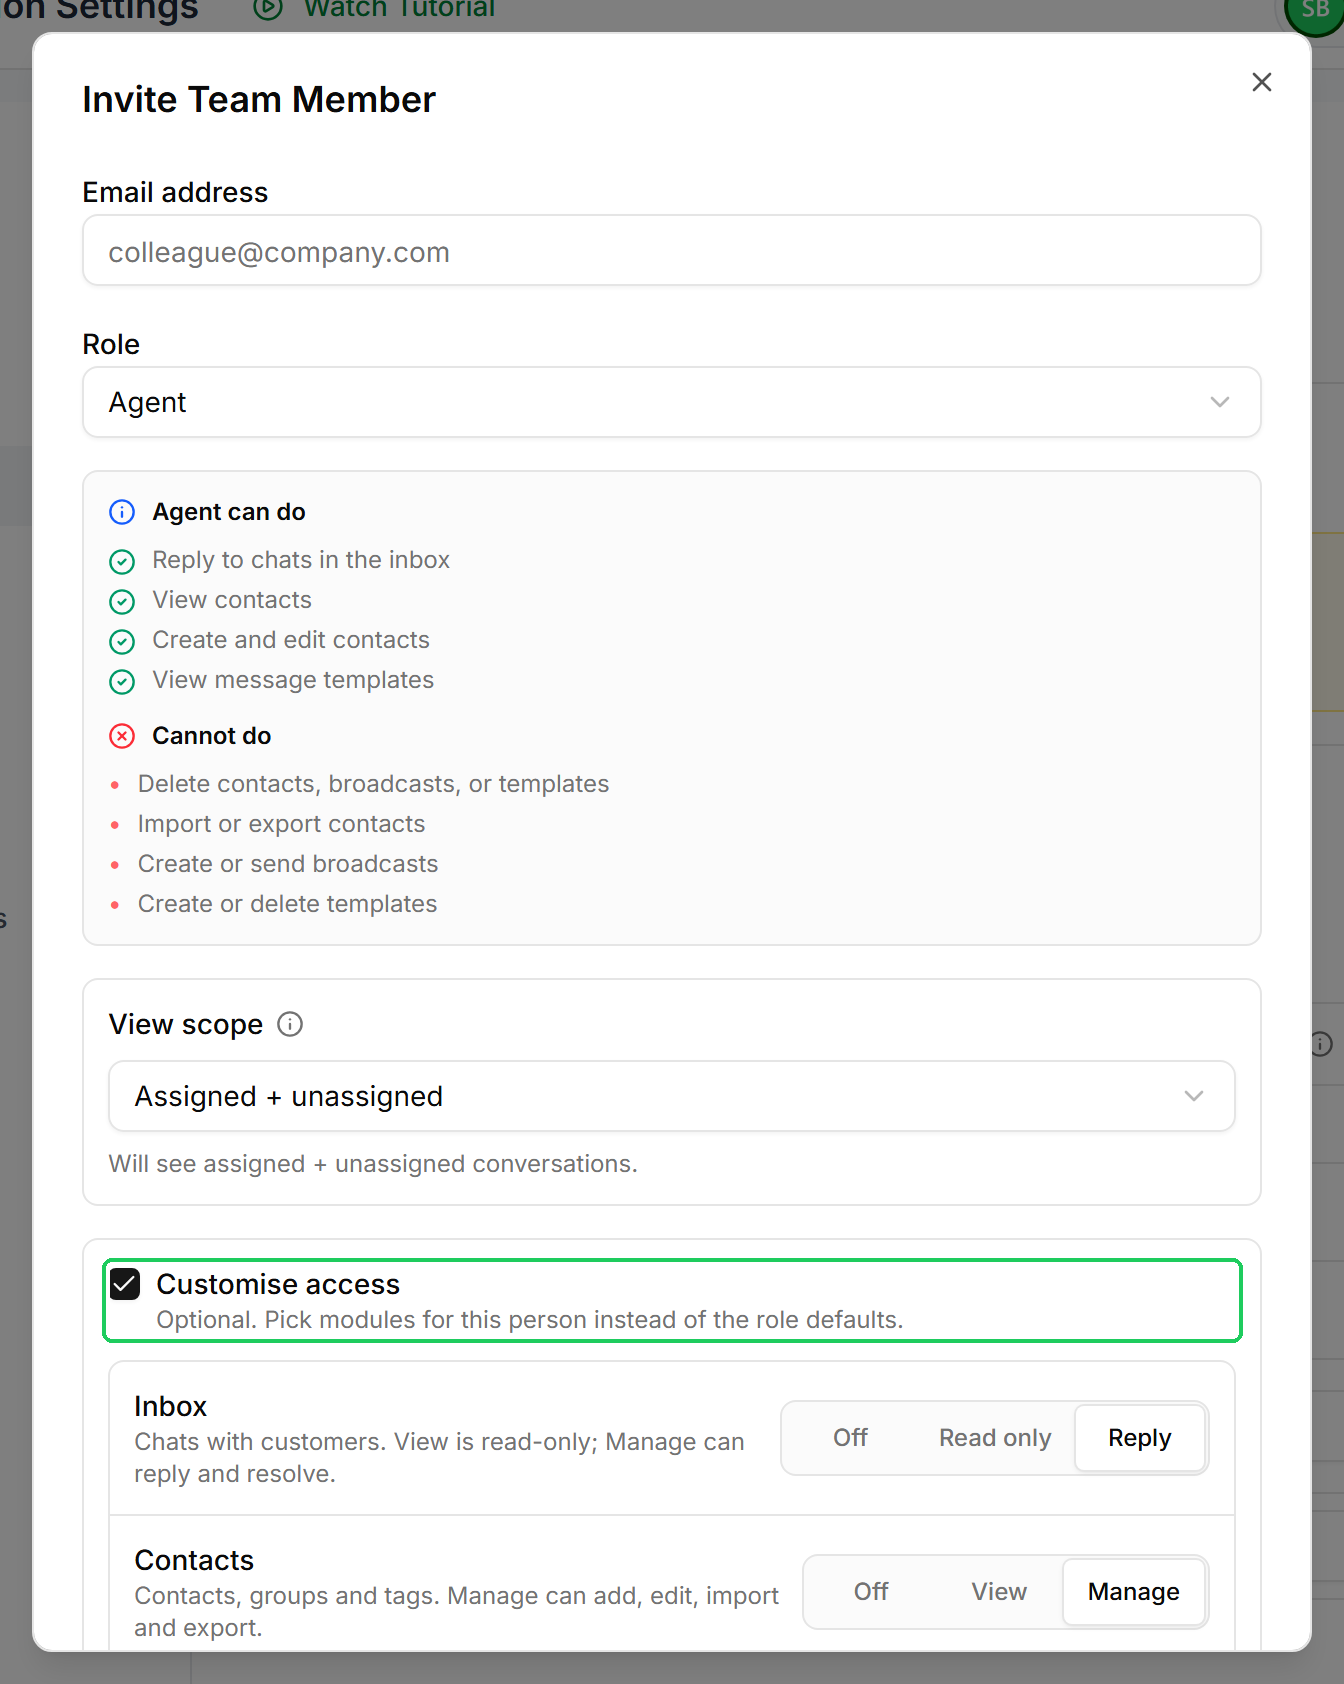 on Settings
Watch Tutorial
SB
Invite Team Member
Email address
colleague@company.com
Role
Agent
Agent can do
Reply to chats in the inbox
View contacts
Create and edit contacts
View message templates
Cannot do
Delete contacts, broadcasts, or templates
Import or export contacts
Create or send broadcasts
Create or delete templates
s
View scope
Assigned + unassigned
Will see assigned + unassigned conversations.
Customise access
Optional. Pick modules for this person instead of the role defaults.
Inbox
Chats with customers. View is read-only; Manage can
reply and resolve.
Off Read only Reply
Contacts
Contacts, groups and tags. Manage can add, edit, import
and export.
Off View Manage